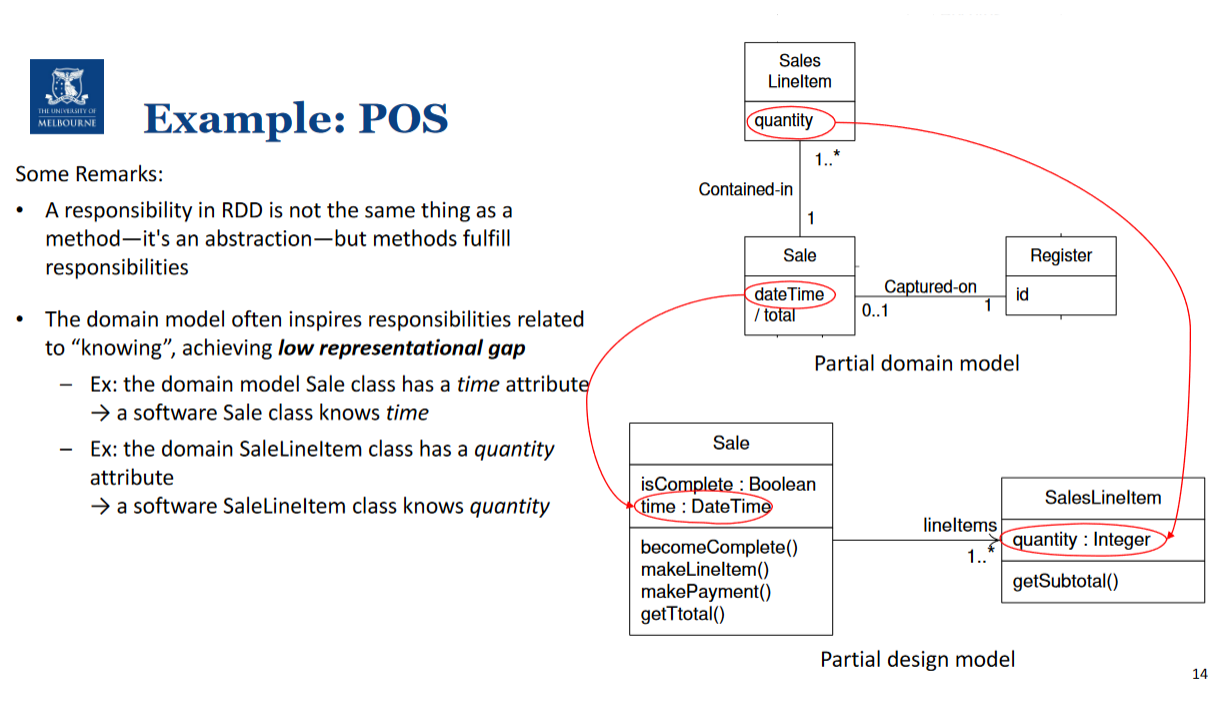 THE UNIVERSITY OF
MELBOURNE
Example: POS
Some Remarks:
• A responsibility in RDD is not the same thing as a
method—it's an abstraction—but methods fulfill
responsibilities
• The domain model often inspires responsibilities related
to “knowing”, achieving low representational gap
– Ex: the domain model Sale class has a time attribute
→ a software Sale class knows time
– Ex: the domain SaleLineItem class has a quantity
attribute
→ a software SaleLineItem class knows quantity
Sales
LineItem
quantity
1..*
Contained-in
1
Sale
dateTime
/ total
Captured-on
0..1
1
Register
id
Partial domain model
Sale
isComplete : Boolean
time : DateTime
becomeComplete()
makeLineItem()
makePayment()
getTtotal()
lineItems
1..*
SalesLineItem
quantity : Integer
getSubtotal()
Partial design model
14